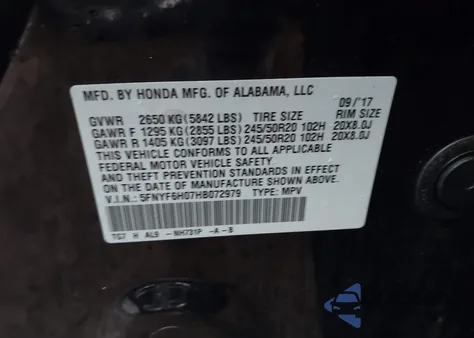 MFD. BY HONDA MFG. OF ALABAMA, LLC
09/'17
GVWR 2650 KG (5842 LBS) TIRE SIZE RIM SIZE
GAWR F 1295 KG (2855 LBS) 245/50R20 102H 20X8.0J
GAWR R 1405 KG (3097 LBS) 245/50R20 102H 20X8.0J
THIS VEHICLE CONFORMS TO ALL APPLICABLE
FEDERAL MOTOR VEHICLE SAFETY
AND THEFT PREVENTION STANDARDS IN EFFECT
ON THE DATE OF MANUFACTURE SHOWN ABOVE.
V.I.N.: 5FNYF6H07HB072979 TYPE: MPV
TG7 H AL9 - NH731P -A-B